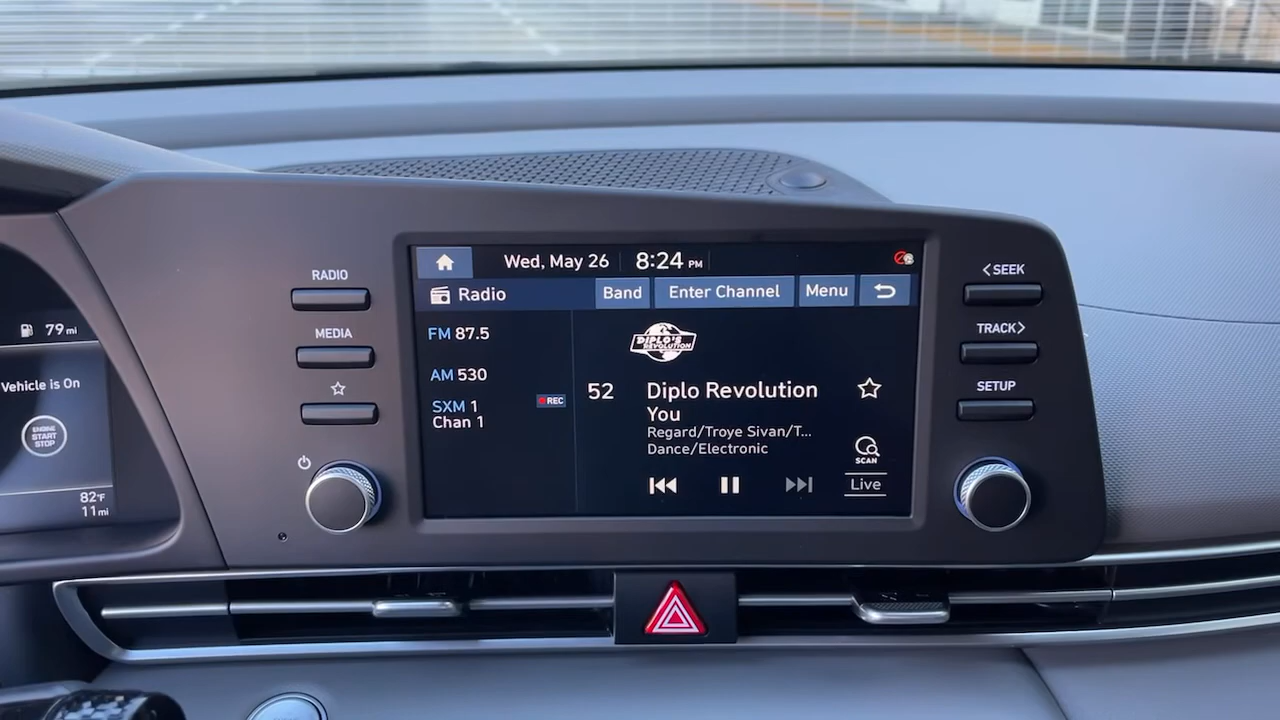 79 mi
Vehicle is On
ENGINE
START
STOP
82°F
11 mi
RADIO
MEDIA
Wed, May 26 8:24 PM
Radio Band Enter Channel Menu
FM 87.5
AM 530
SXM 1
Chan 1
REC
DIPLO'S
REVOLUTION
52 Diplo Revolution
You
Regard/Troye Sivan/T...
Dance/Electronic
SCAN
Live
<SEEK
TRACK>
SETUP